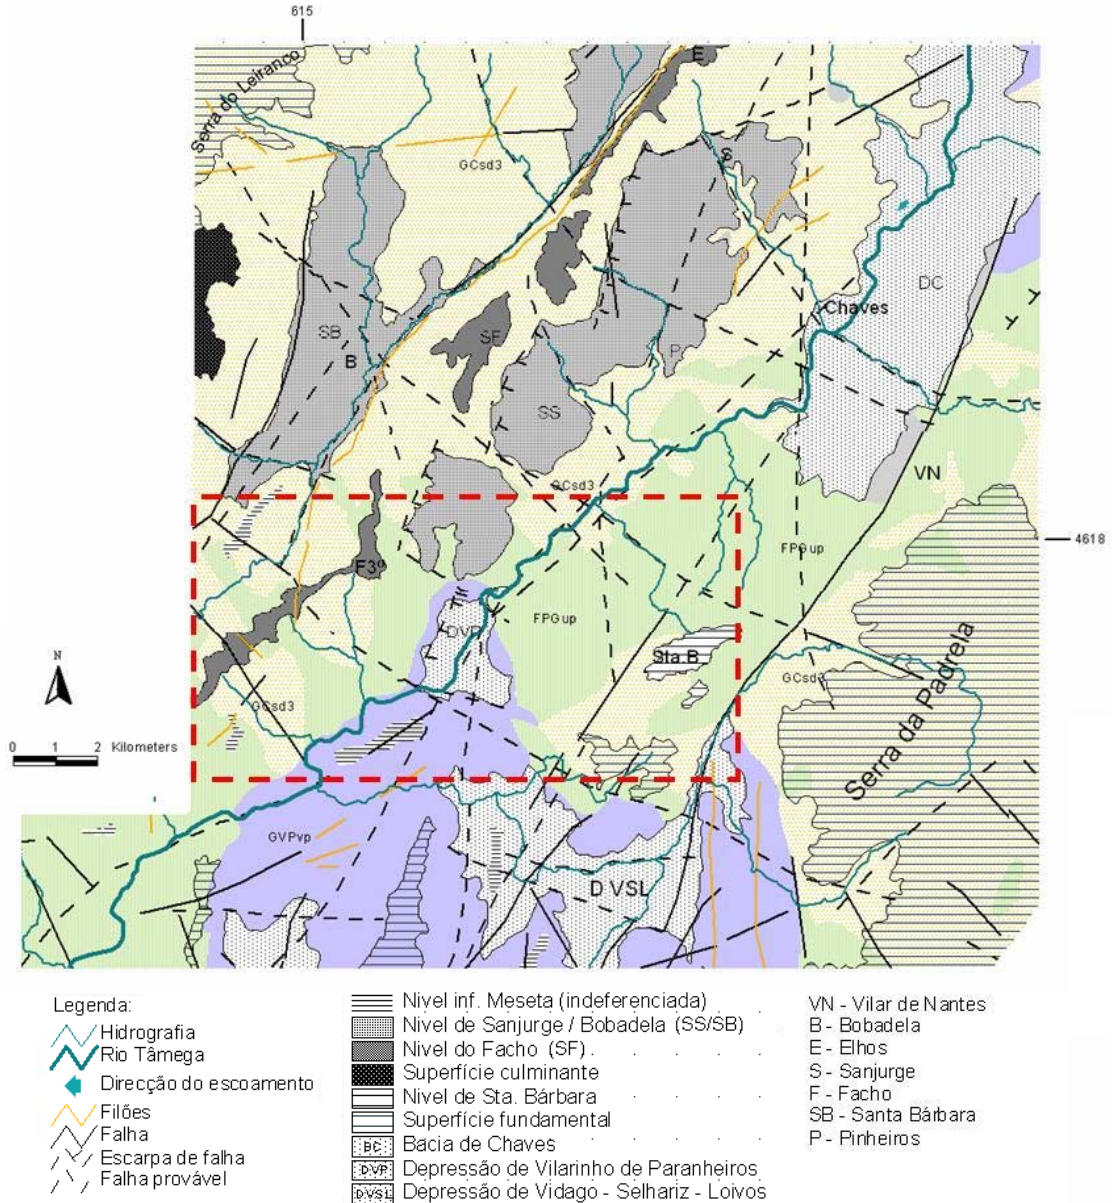 615
Serra do Leiranco
E
GCsd3
S
DC
Chaves
SB
B
SF
P
SS
VN
GCsd3
4618
FPGup
F3º
FPGup
DVP
Sta.B
GCsd3
Serra da Padrela
GCsd3
N
0 1 2 Kilometers
GVPvp
DVSL
Legenda:
Hidrografia
Rio Tâmega
Direcção do escoamento
Filões
Falha
Escarpa de falha
Falha provável
Nivel inf. Meseta (indeferenciada)
Nivel de Sanjurge / Bobadela (SS/SB)
Nivel do Facho (SF)
Superfície culminante
Nivel de Sta. Bárbara
Superfície fundamental
BC Bacia de Chaves
DVP Depressão de Vilarinho de Paranheiros
DVSL Depressão de Vidago - Selhariz - Loivos
VN - Vilar de Nantes
B - Bobadela
E - Elhos
S - Sanjurge
F - Facho
SB - Santa Bárbara
P - Pinheiros